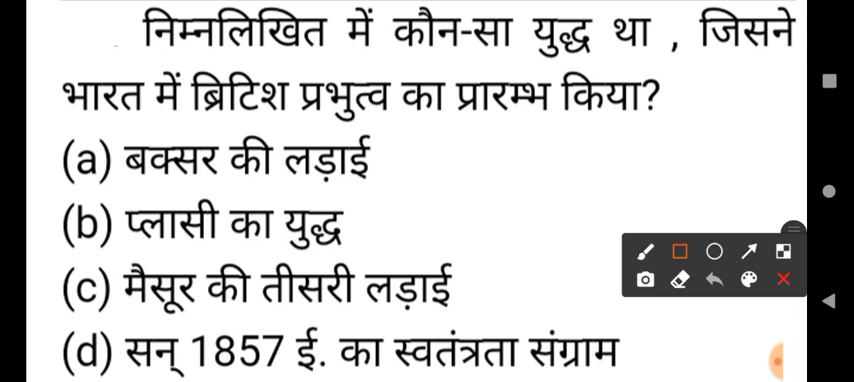 निम्नलिखित में कौन-सा युद्ध था , जिसने
भारत में ब्रिटिश प्रभुत्व का प्रारम्भ किया?
(a) बक्सर की लड़ाई
(b) प्लासी का युद्ध
(c) मैसूर की तीसरी लड़ाई
(d) सन् 1857 ई. का स्वतंत्रता संग्राम